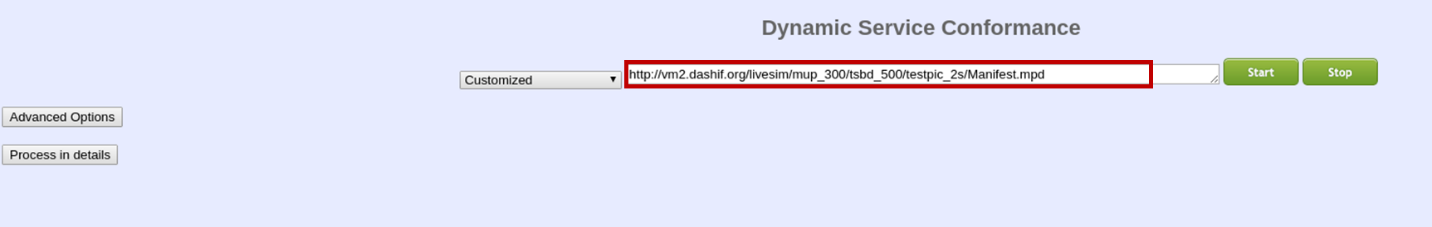 Dynamic Service Conformance
Customized http://vm2.dashif.org/livesim/mup_300/tsbd_500/testpic_2s/Manifest.mpd Start Stop
Advanced Options
Process in details